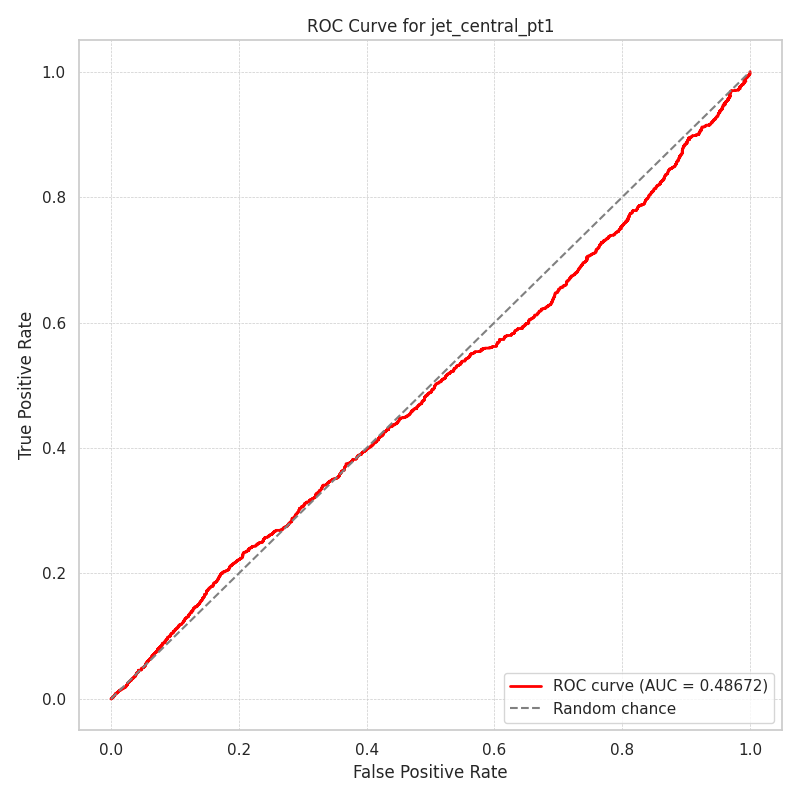 ROC Curve for jet_central_pt1
True Positive Rate
1.0
0.8
0.6
0.4
0.2
0.0
ROC curve (AUC = 0.48672)
Random chance
0.0 0.2 0.4 0.6 0.8 1.0
False Positive Rate